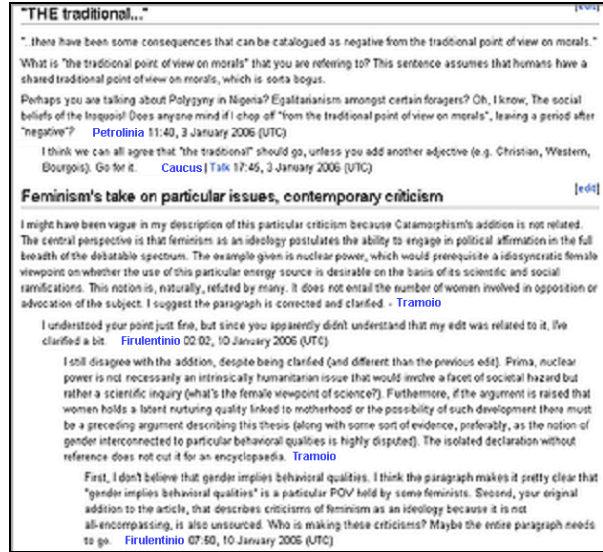 "THE traditional..."
[edit]
"..there have been some consequences that can be catalogued as negative from the traditional point of view on morals."
What is "the traditional point of view on morals" that you are referring to? This sentence assumes that humans have a
shared traditional point of view on morals, which is sorta bogus.
Perhaps you are talking about Polygyny in Nigeria? Egalitarianism amongst certain foragers? Oh, I know, The social
beliefs of the Iroquois! Does anyone mind if I chop off "from the traditional point of view on morals", leaving a period after
"negative"? Petrolinia 11:40, 3 January 2006 (UTC)
I think we can all agree that "the traditional" should go, unless you add another adjective (e.g. Christian, Western,
Bourgois). Go for it. Caucus | Talk 17:45, 3 January 2006 (UTC)
Feminism's take on particular issues, contemporary criticism
[edit]
I might have been vague in my description of this particular criticism because Catamorphism's addition is not related.
The central perspective is that feminism as an ideology postulates the ability to engage in political affirmation in the full
breadth of the debatable spectrum. The example given is nuclear power, which would prerequisite a idiosyncratic female
viewpoint on whether the use of this particular energy source is desirable on the basis of its scientific and social
ramifications. This notion is, naturally, refuted by many. It does not entail the number of women involved in opposition or
advocation of the subject. I suggest the paragraph is corrected and clarified. - Tramoio
I understood your point just fine, but since you apparently didn't understand that my edit was related to it, I've
clarified a bit. Firulentinio 02:02, 10 January 2006 (UTC)
I still disagree with the addition, despite being clarified (and different than the previous edit). Prima, nuclear
power is not necessarily an intrinsically humanitarian issue that would involve a facet of societal hazard but
rather a scientific inquiry (what's the female viewpoint of science?). Furthermore, if the argument is raised that
women holds a latent nurturing quality linked to motherhood or the possibility of such development there must
be a preceding argument describing this thesis (along with some sort of evidence, preferably, as the notion of
gender interconnected to particular behavioral qualities is highly disputed). The isolated declaration without
reference does not cut it for an encyclopaedia. Tramoio
First, I don't believe that gender implies behavioral qualities. I think the paragraph makes it pretty clear that
"gender implies behavioral qualities" is a particular POV held by some feminists. Second, your original
addition to the article, that describes criticisms of feminism as an ideology because it is not
all-encompassing, is also unsourced. Who is making these criticisms? Maybe the entire paragraph needs
to go. Firulentinio 07:50, 10 January 2006 (UTC)